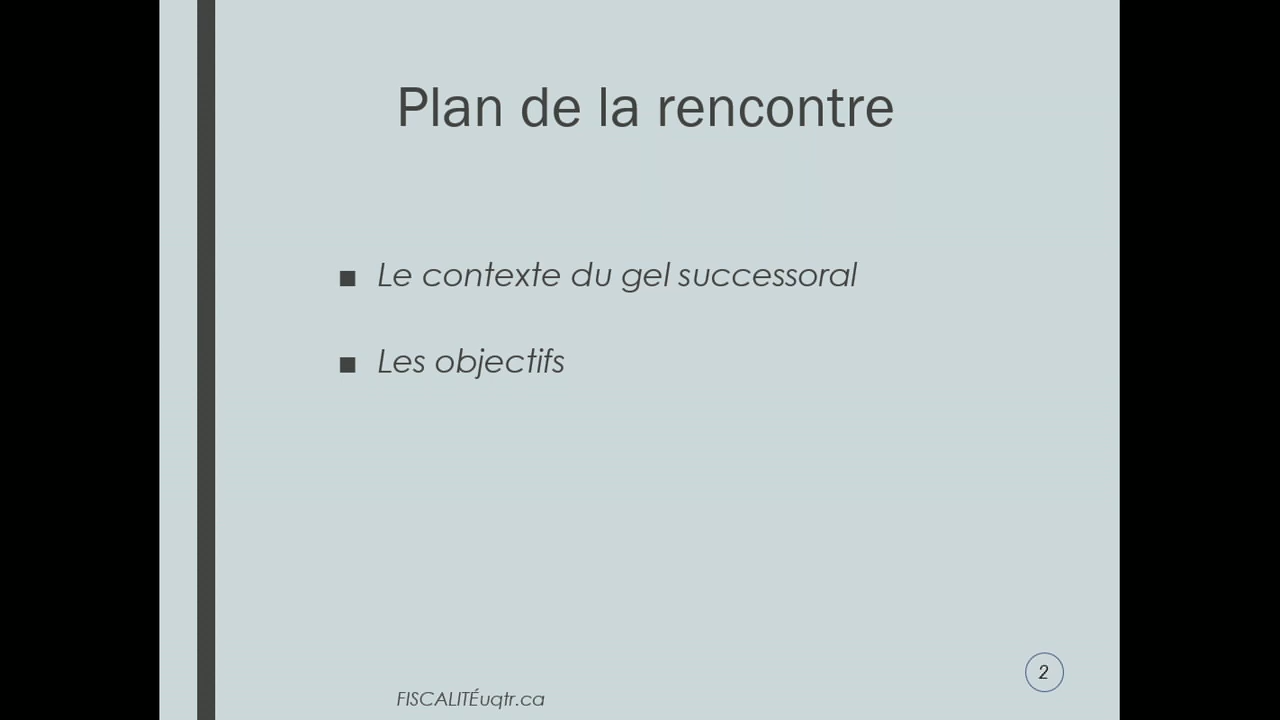 Plan de la rencontre
■ Le contexte du gel successoral
■ Les objectifs
2
FISCALITÉuqtr.ca